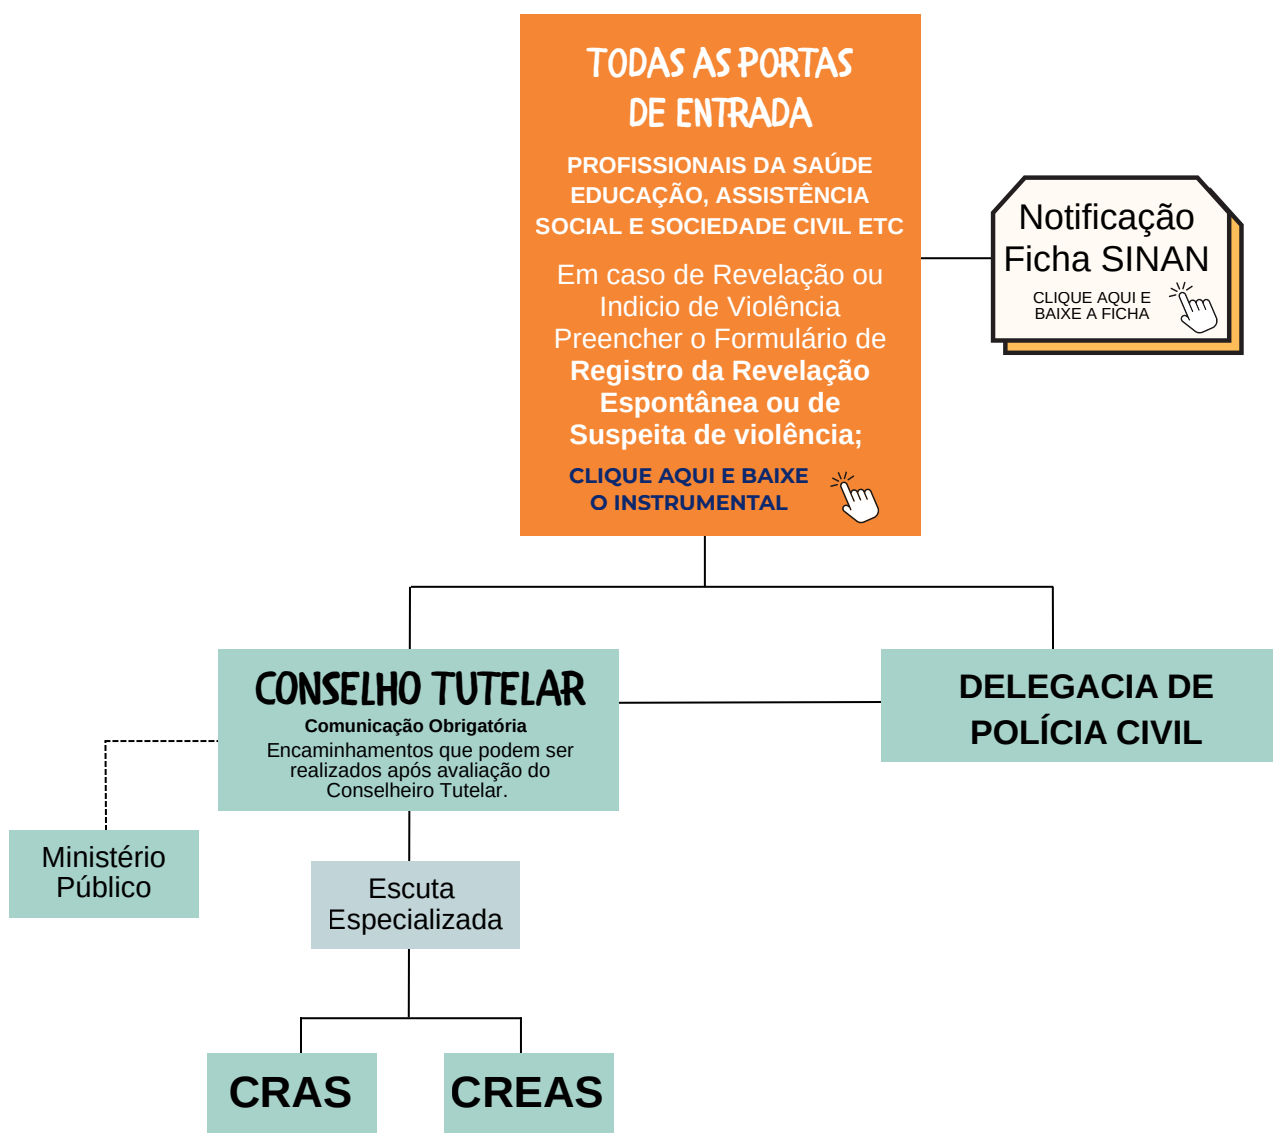 TODAS AS PORTAS
DE ENTRADA
PROFISSIONAIS DA SAÚDE
EDUCAÇÃO, ASSISTÊNCIA
SOCIAL E SOCIEDADE CIVIL ETC
Em caso de Revelação ou
Indicio de Violência
Preencher o Formulário de
Registro da Revelação
Espontânea ou de
Suspeita de violência;
CLIQUE AQUI E BAIXE
O INSTRUMENTAL
Notificação
Ficha SINAN
CLIQUE AQUI E
BAIXE A FICHA
CONSELHO TUTELAR
Comunicação Obrigatória
Encaminhamentos que podem ser
realizados após avaliação do
Conselheiro Tutelar.
DELEGACIA DE
POLÍCIA CIVIL
Ministério
Público
Escuta
Especializada
CRAS
CREAS